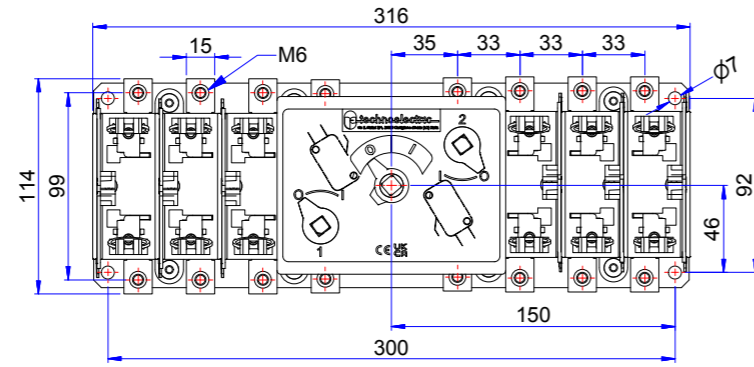 316
15
M6
35
33
33
33
Φ7
114
99
technoelectric
2
O
I
O
I
I
O
1
CE UK CA
92
46
150
300